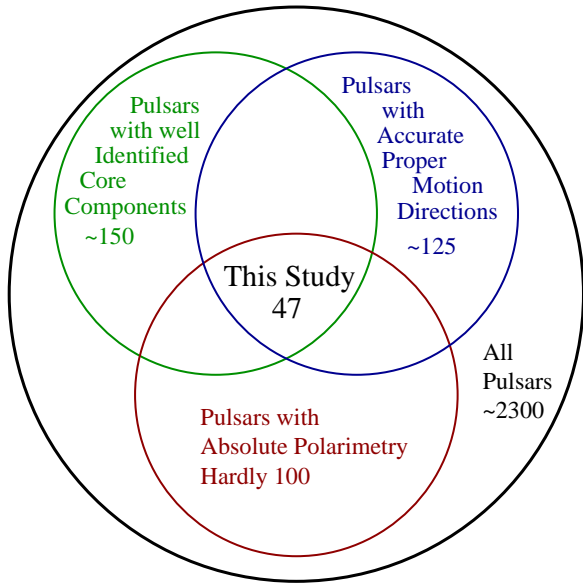 Pulsars
with well
Identified
Core
Components
~150
Pulsars
with
Accurate
Proper
Motion
Directions
~125
This Study
47
All
Pulsars
~2300
Pulsars with
Absolute Polarimetry
Hardly 100